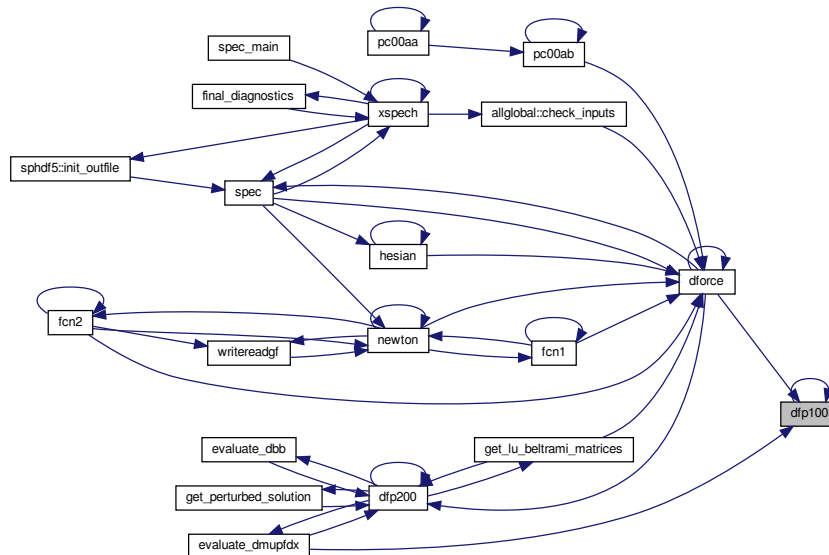 pc00aa
spec_main
pc00ab
final_diagnostics
xspech
allglobal::check_inputs
sphdf5::init_outfile
spec
hesian
dforce
fcn2
writereadgf
newton
fcn1
dfp100
evaluate_dbb
get_lu_beltrami_matrices
get_perturbed_solution
dfp200
evaluate_dmupfdx